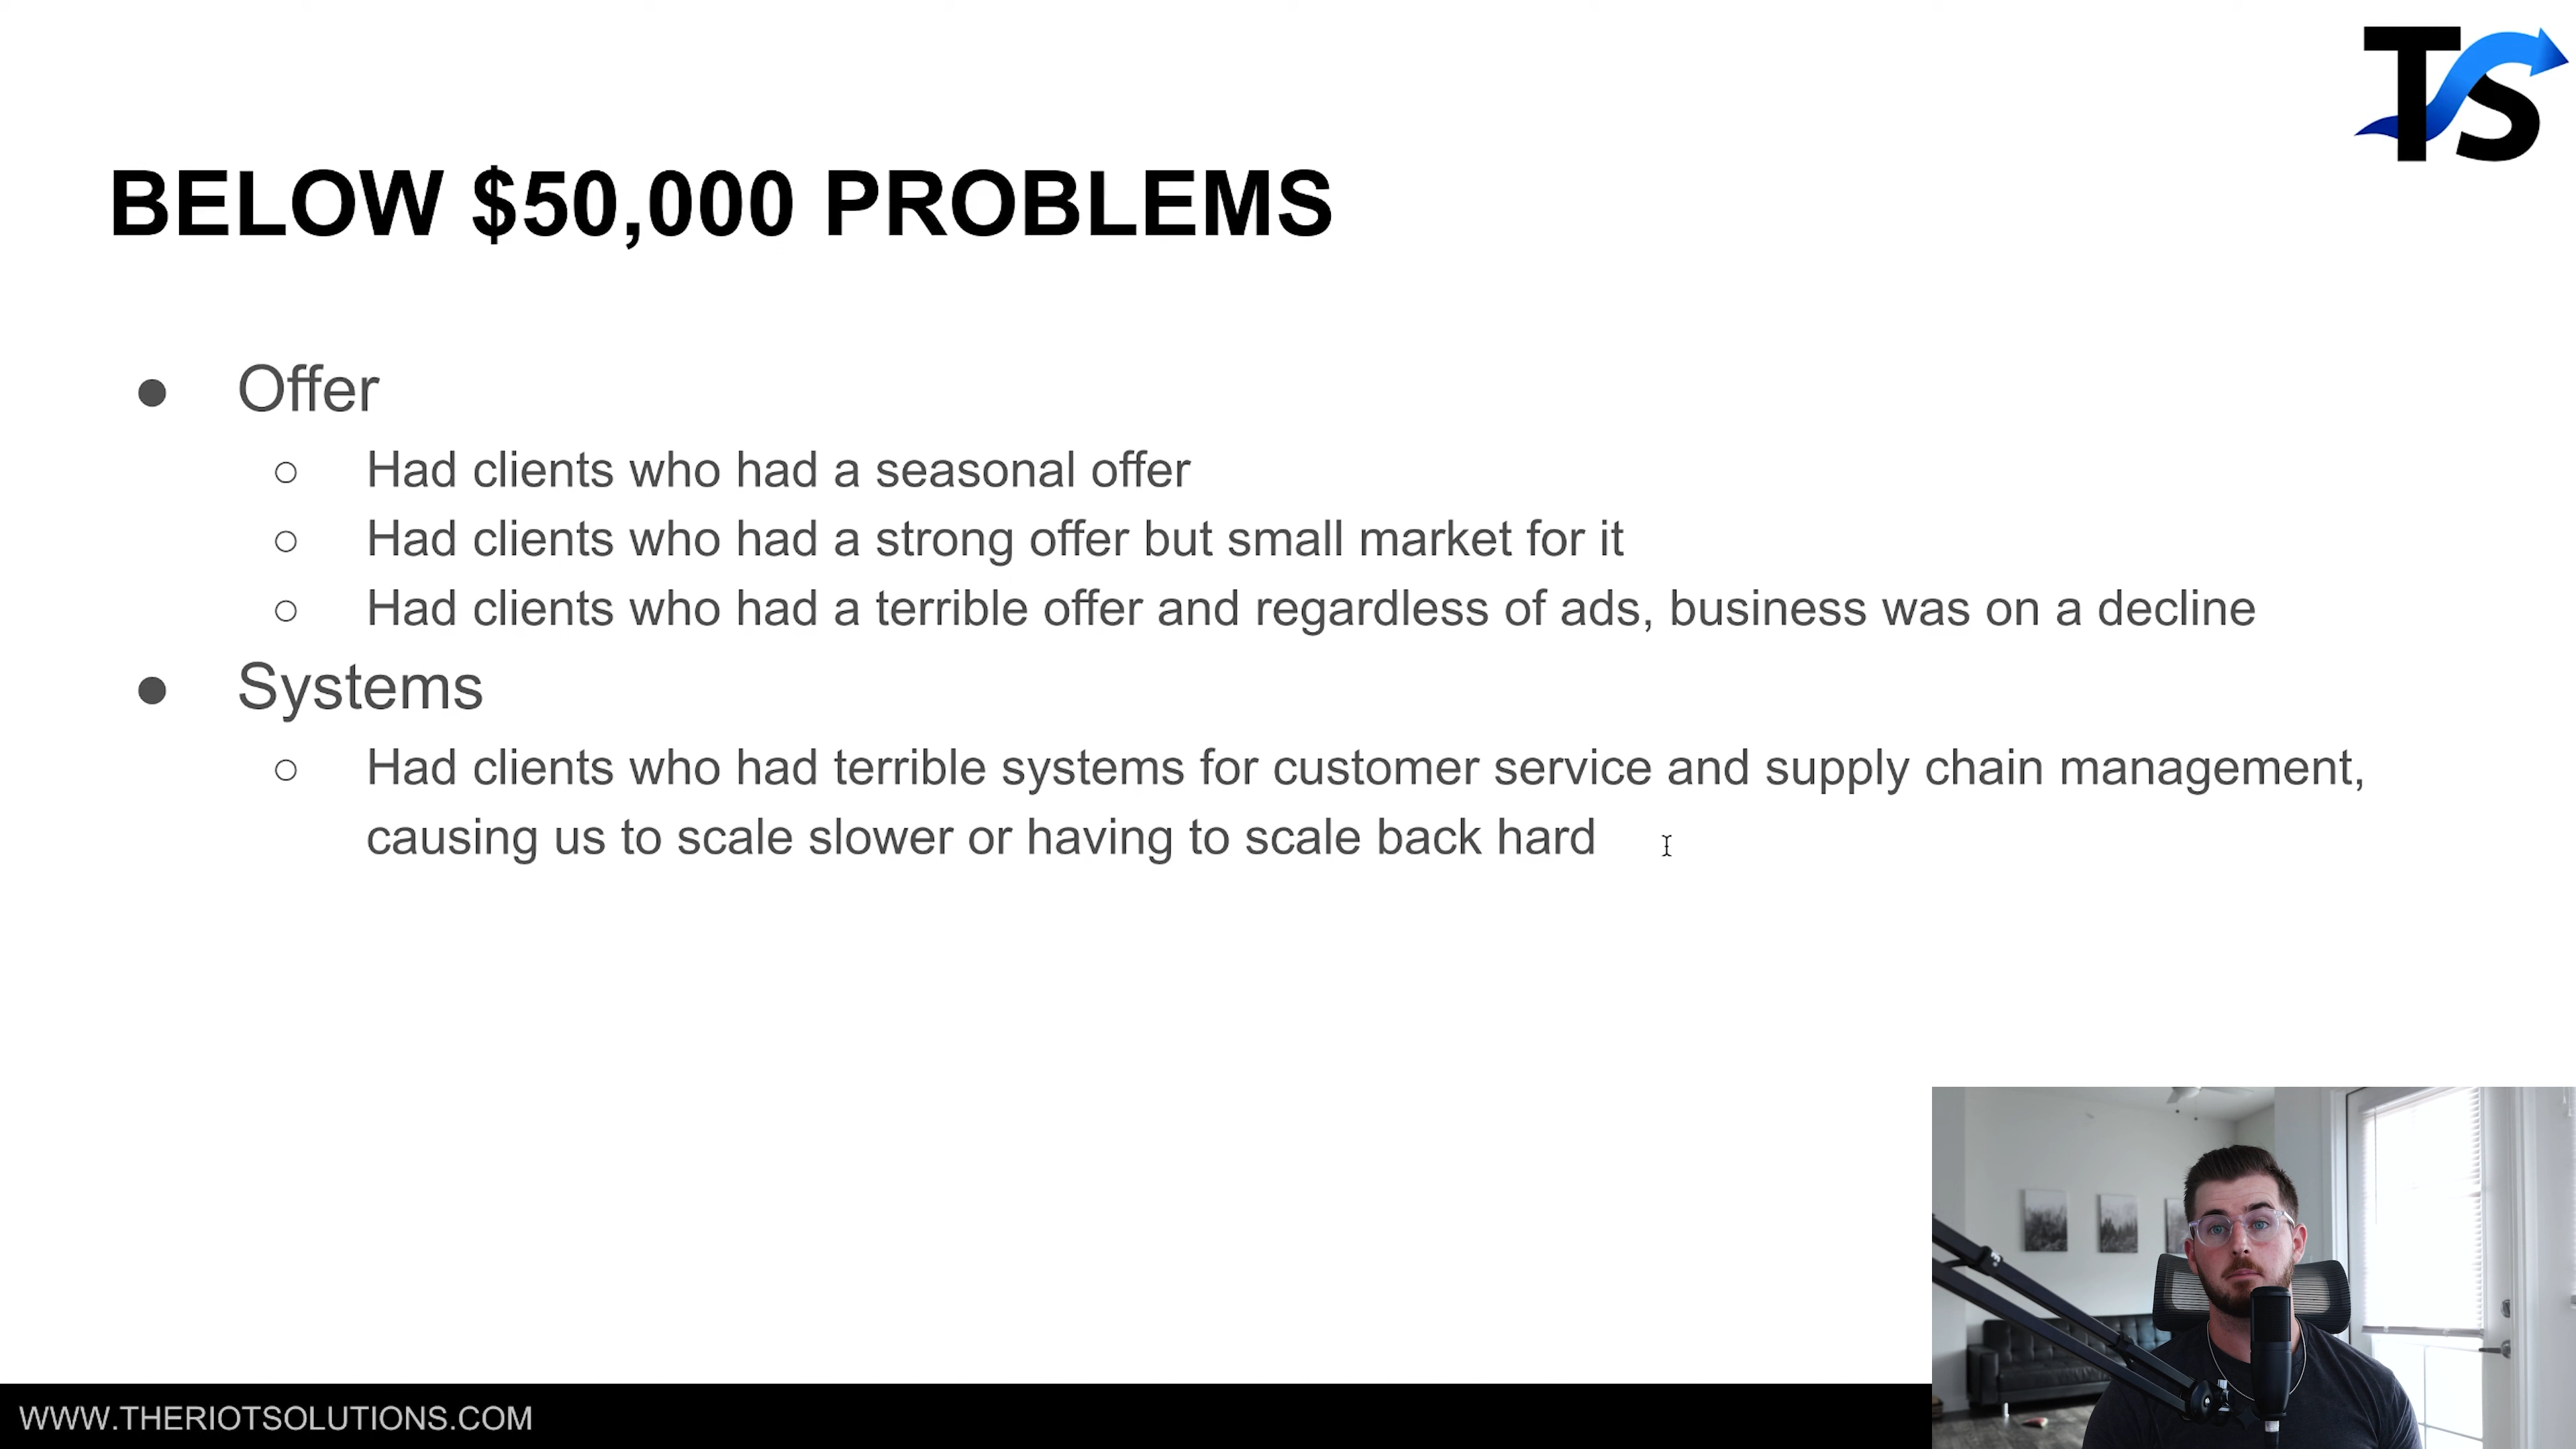 TS
BELOW $50,000 PROBLEMS
● Offer
○ Had clients who had a seasonal offer
○ Had clients who had a strong offer but small market for it
○ Had clients who had a terrible offer and regardless of ads, business was on a decline
● Systems
○ Had clients who had terrible systems for customer service and supply chain management,
causing us to scale slower or having to scale back hard
WWW.THERIOTSOLUTIONS.COM